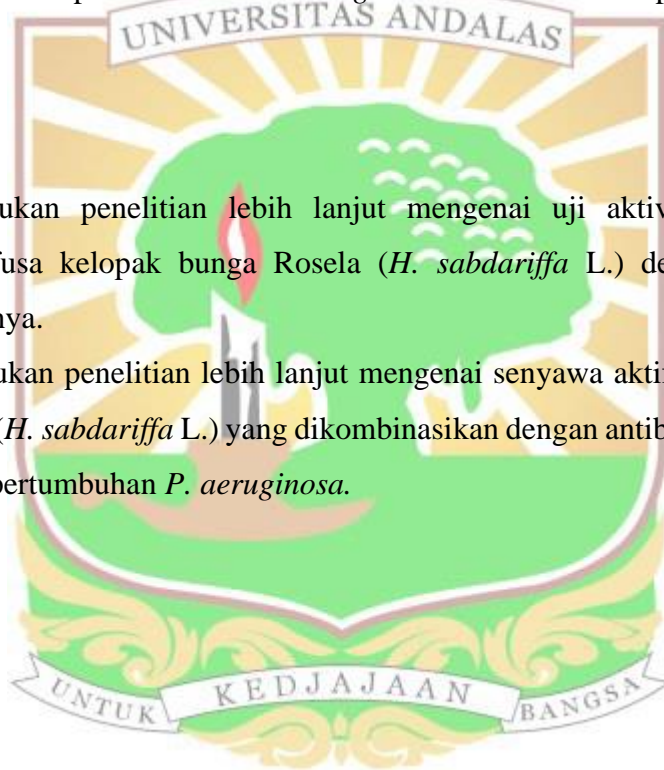 UNIVERSITAS ANDALAS
ukan penelitian lebih lanjut mengenai uji aktiv
fusa kelopak bunga Rosela (H. sabdariffa L.) de
nya.
ukan penelitian lebih lanjut mengenai senyawa aktif
(H. sabdariffa L.) yang dikombinasikan dengan antib
pertumbuhan P. aeruginosa.
UNTUK KEDJAJAAN BANGSA